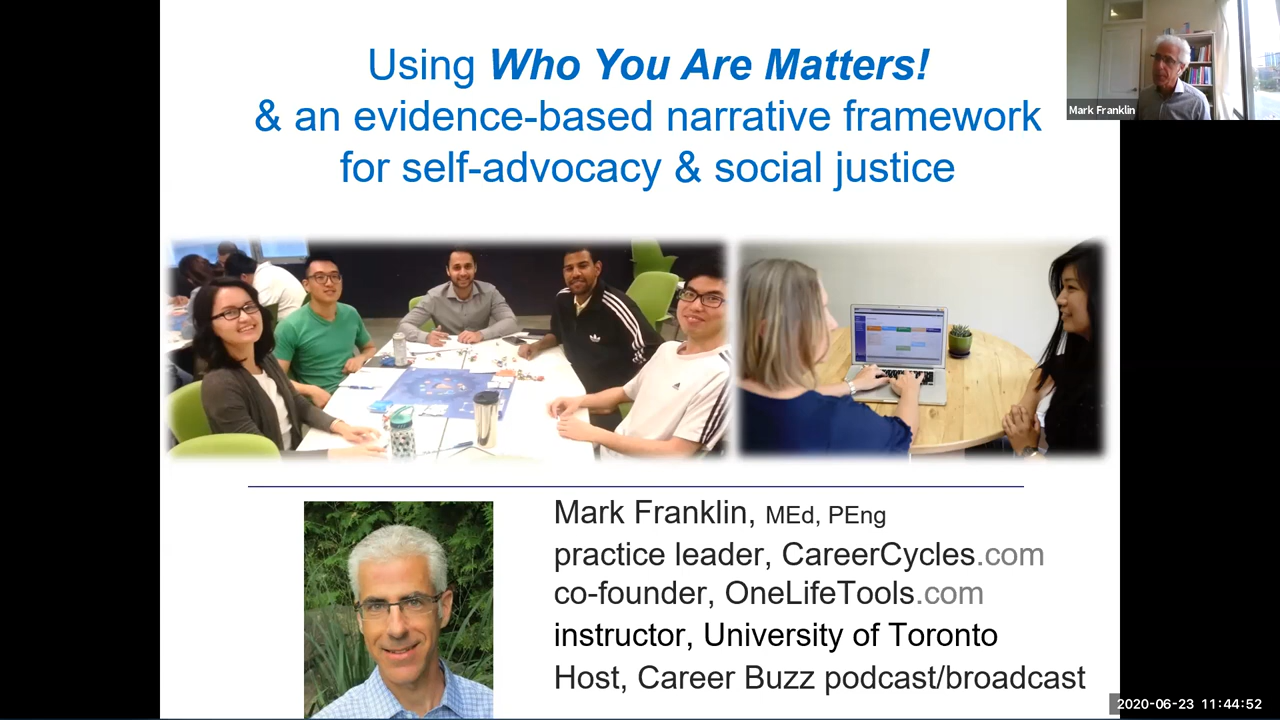 Using Who You Are Matters!
& an evidence-based narrative framework
for self-advocacy & social justice
Mark Franklin
Mark Franklin, MEd, PEng
practice leader, CareerCycles.com
co-founder, OneLifeTools.com
instructor, University of Toronto
Host, Career Buzz podcast/broadcast
2020-06-23 11:44:52